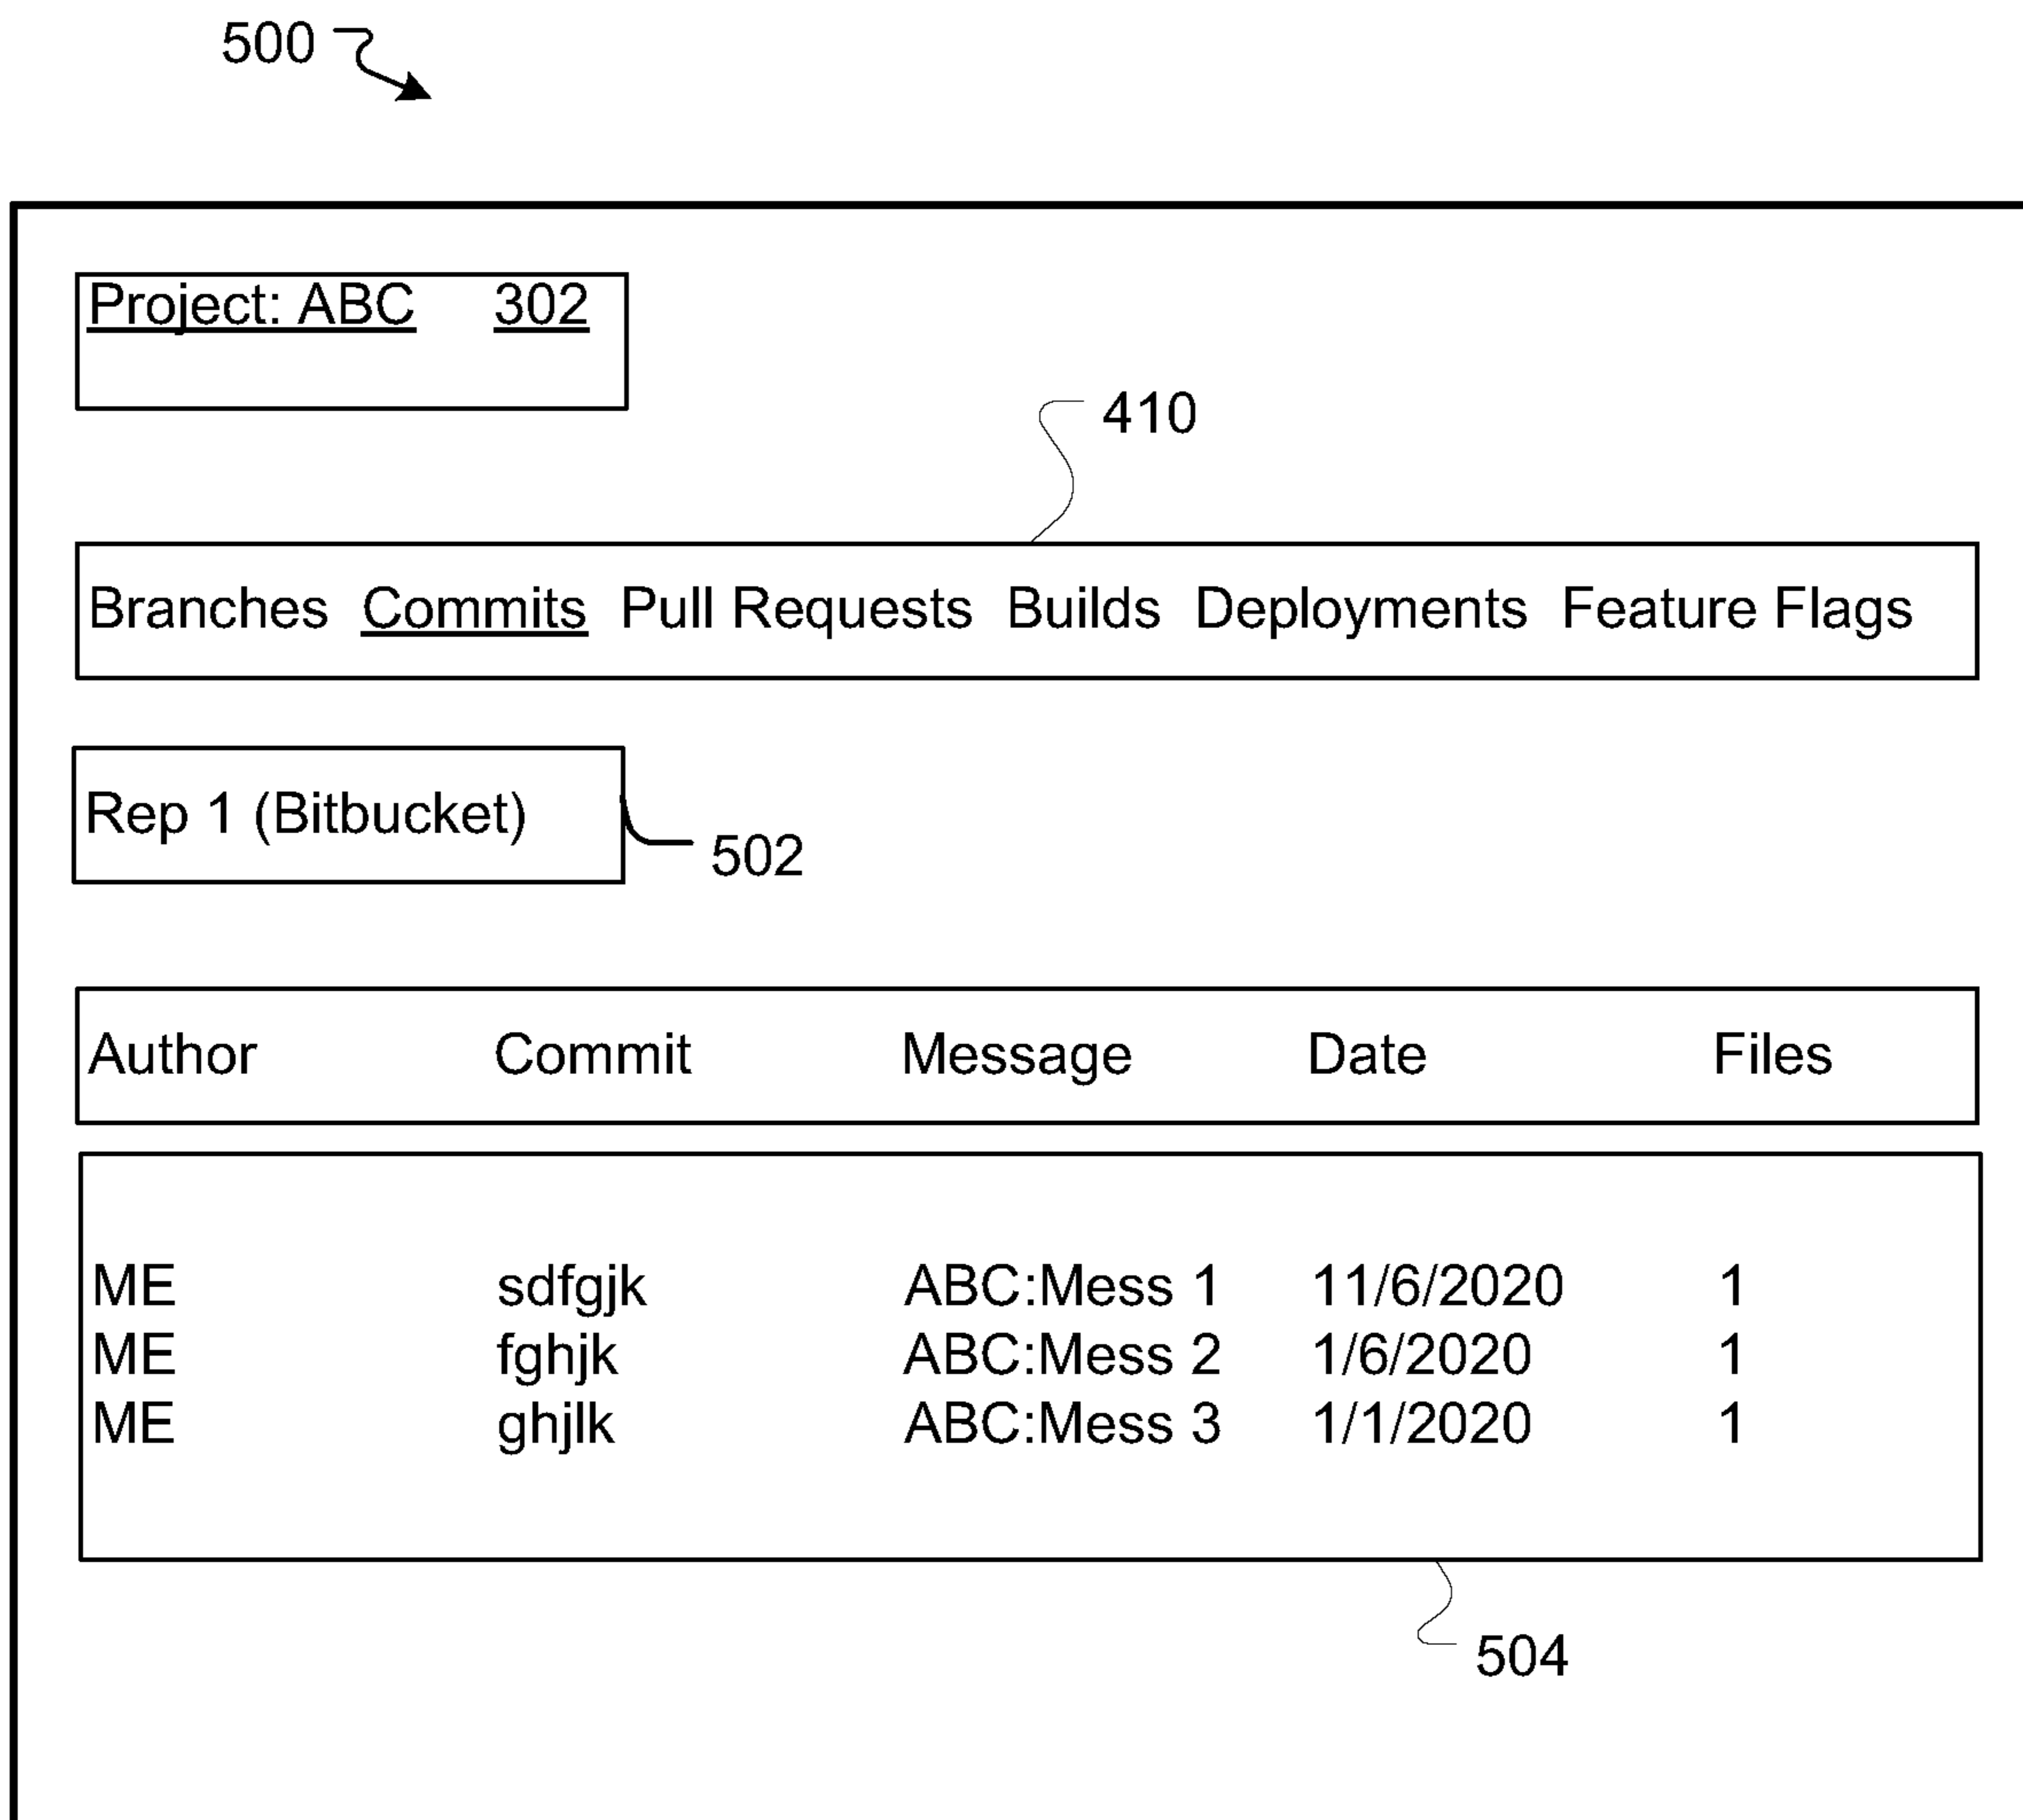 500
Project: ABC 302
410
Branches Commits Pull Requests Builds Deployments Feature Flags
Rep 1 (Bitbucket)
502
Author Commit Message Date Files
ME sdfgjk ABC:Mess 1 11/6/2020 1
ME fghjk ABC:Mess 2 1/6/2020 1
ME ghjlk ABC:Mess 3 1/1/2020 1
504